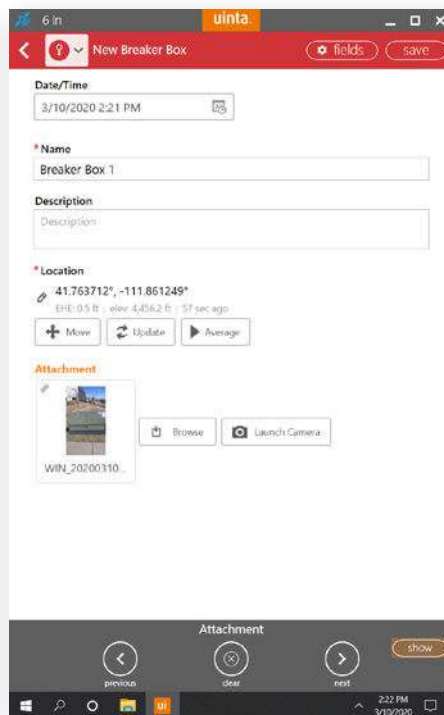 6 in
uinta
New Breaker Box
fields
save
Date/Time
3/10/2020 2:21 PM
* Name
Breaker Box 1
Description
Description
* Location
41.763712°, -111.861249°
EHE: 0.5 ft | elev: 4,456.2 ft | 57 sec ago
Move
Update
Average
Attachment
Browse
Launch Camera
WIN_20200310...
Attachment
show
previous
clear
next
ui
2:22 PM
3/10/2020